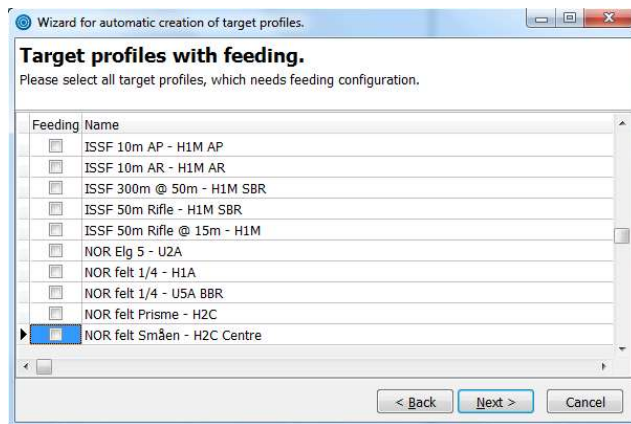 Wizard for automatic creation of target profiles.
Target profiles with feeding.
Please select all target profiles, which needs feeding configuration.
Feeding Name
ISSF 10m AP - H1M AP
ISSF 10m AR - H1M AR
ISSF 300m @ 50m - H1M SBR
ISSF 50m Rifle - H1M SBR
ISSF 50m Rifle @ 15m - H1M
NOR Elg 5 - U2A
NOR felt 1/4 - H1A
NOR felt 1/4 - U5A BBR
NOR felt Prisme - H2C
NOR felt Småen - H2C Centre
< Back Next > Cancel